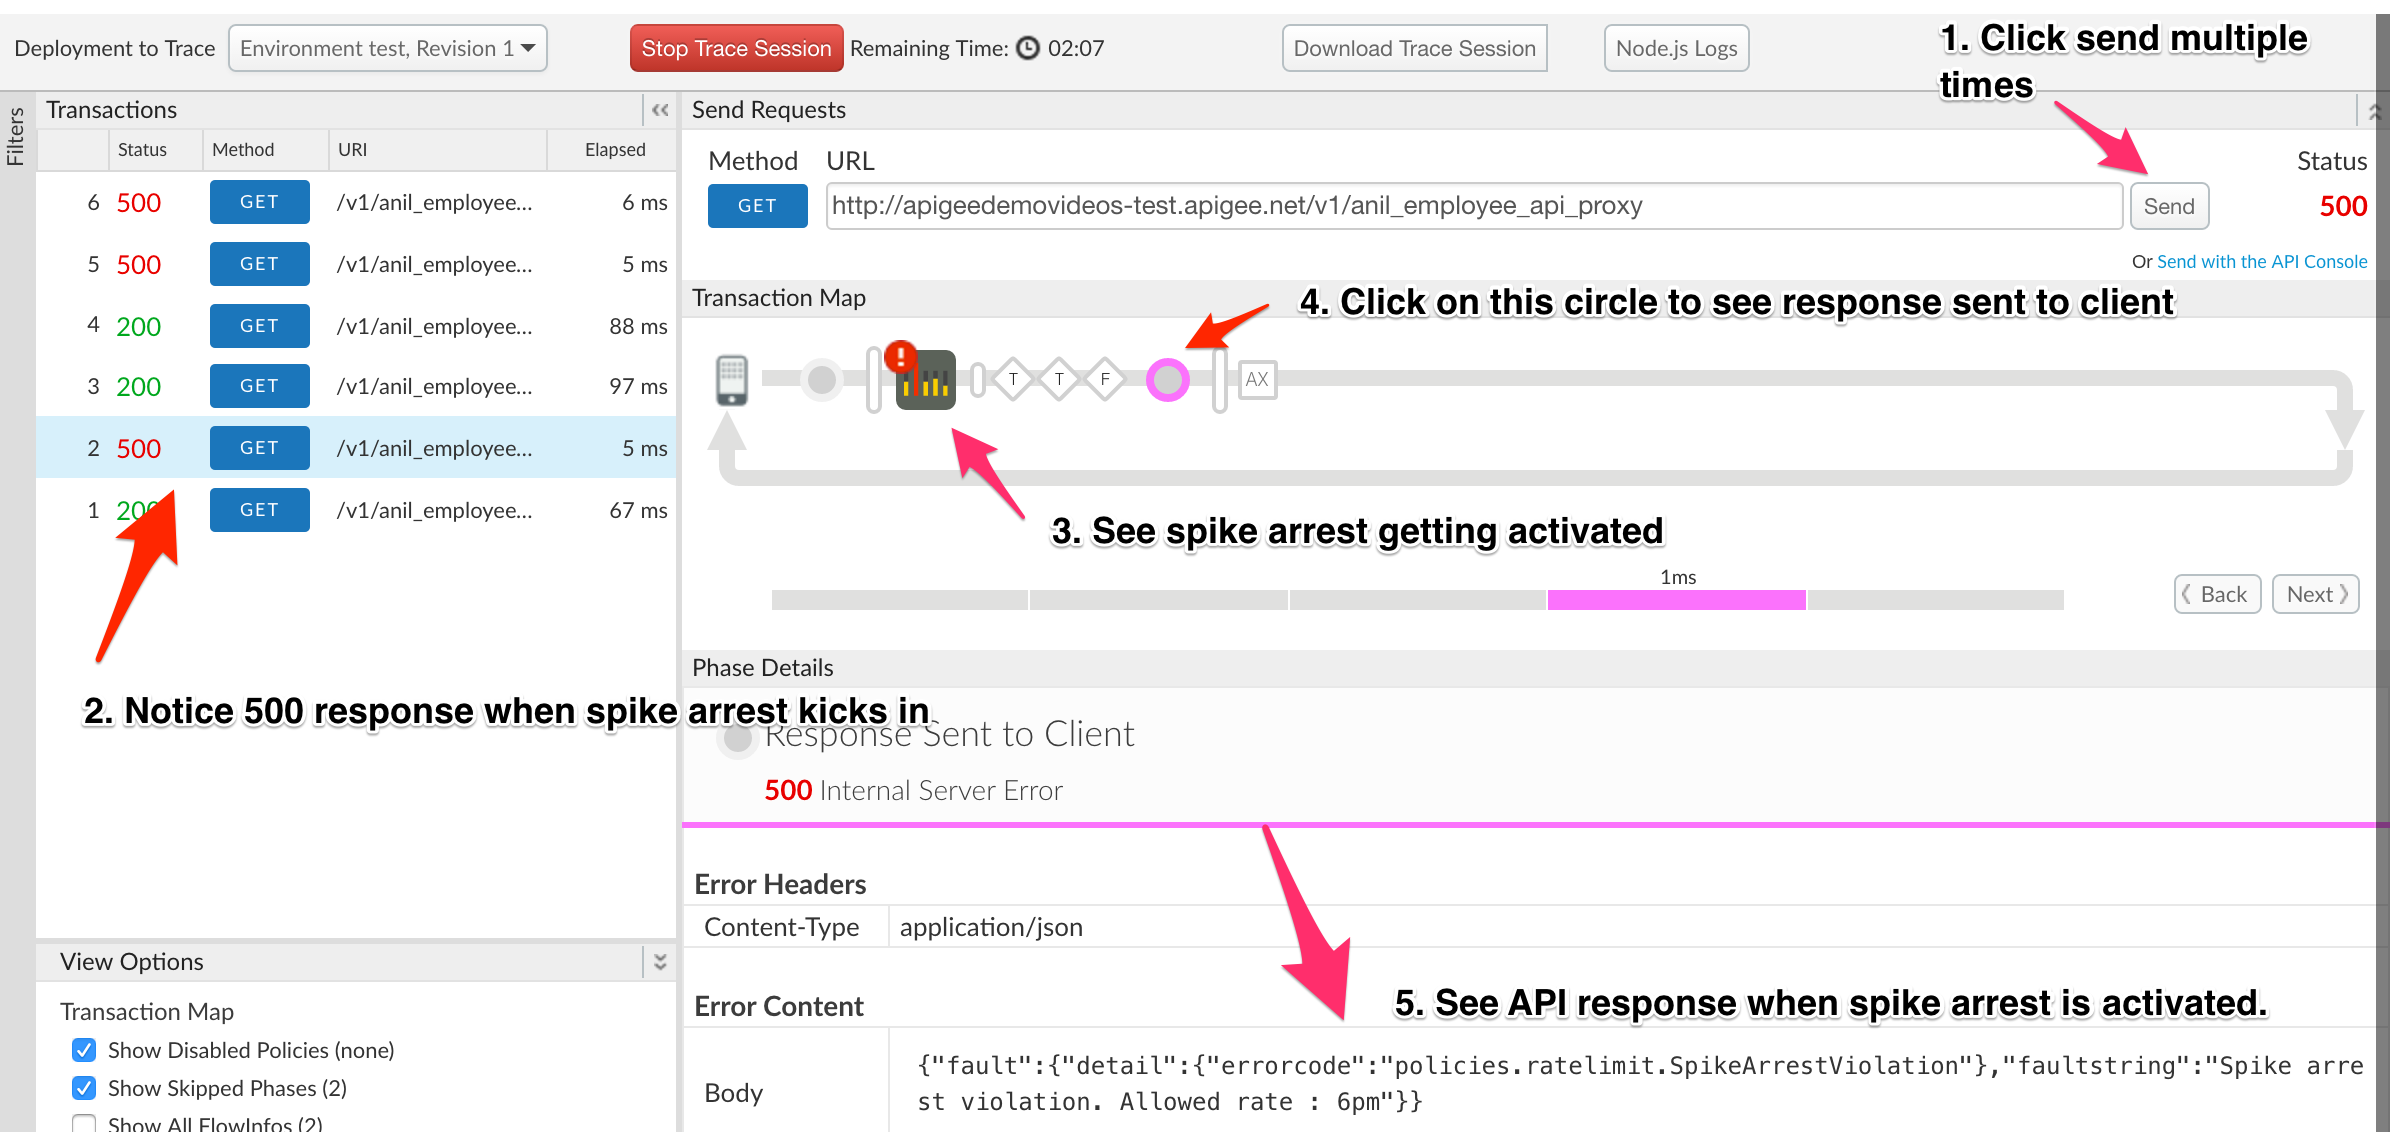 Deployment to Trace
Environment test, Revision 1
Stop Trace Session
Remaining Time: 02:07
Download Trace Session
Node.js Logs
1. Click send multiple
times
Filters
Transactions
Status Method URI Elapsed
6 500 GET /v1/anil_employee... 6 ms
5 500 GET /v1/anil_employee... 5 ms
4 200 GET /v1/anil_employee... 88 ms
3 200 GET /v1/anil_employee... 97 ms
2 500 GET /v1/anil_employee... 5 ms
1 200 GET /v1/anil_employee... 67 ms
2. Notice 500 response when spike arrest kicks in
View Options
Transaction Map
Show Disabled Policies (none)
Show Skipped Phases (2)
Show All FlowInfos (2)
Send Requests
Method URL Status
GET http://apigeedemovideos-test.apigee.net/v1/anil_employee_api_proxy Send 500
Or Send with the API Console
Transaction Map
4. Click on this circle to see response sent to client
T T F AX
3. See spike arrest getting activated
1ms
Back Next
Phase Details
Response Sent to Client
500 Internal Server Error
Error Headers
Content-Type application/json
Error Content
5. See API response when spike arrest is activated.
Body
{"fault":{"detail":{"errorcode":"policies.ratelimit.SpikeArrestViolation"},"faultstring":"Spike arre
st violation. Allowed rate : 6pm"}}